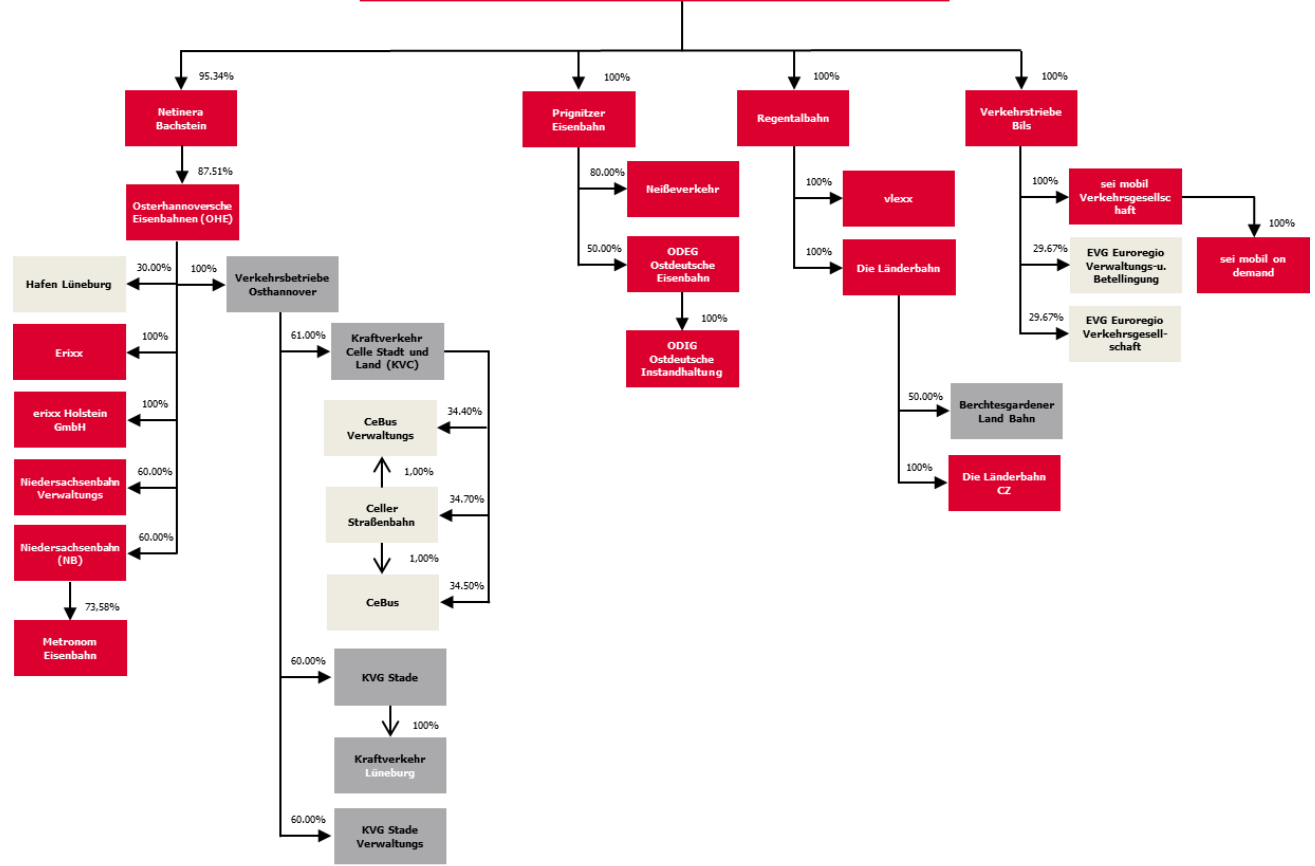 95.34%
100%
100%
100%
Netinera
Bachstein
Prignitzer
Eisenbahn
Regentalbahn
Verkehrstriebe
Bils
87.51%
80.00%
100%
100%
Osterhannoversche
Eisenbahnen (OHE)
Neißeverkehr
vlexx
sei mobil
Verkehrsgesellsc
haft
100%
30.00%
100%
50.00%
100%
29.67%
Hafen Lüneburg
Verkehrsbetriebe
Osthannover
ODEG
Ostdeutsche
Eisenbahn
Die Länderbahn
EVG Euroregio
Verwaltungs-u.
Betellingung
sei mobil on
demand
100%
61.00%
100%
29.67%
Erixx
Kraftverkehr
Celle Stadt und
Land (KVC)
ODIG
Ostdeutsche
Instandhaltung
EVG Euroregio
Verkehrsgesell-
schaft
100%
erixx Holstein
GmbH
CeBus
Verwaltungs
34.40%
50.00%
Berchtesgardener
Land Bahn
60.00%
1,00%
100%
Niedersachsenbahn
Verwaltungs
Celler
Straßenbahn
34.70%
Die Länderbahn
CZ
60.00%
Niedersachsenbahn
(NB)
1,00%
34.50%
CeBus
73,58%
Metronom
Eisenbahn
60.00%
KVG Stade
100%
Kraftverkehr
Lüneburg
60.00%
KVG Stade
Verwaltungs